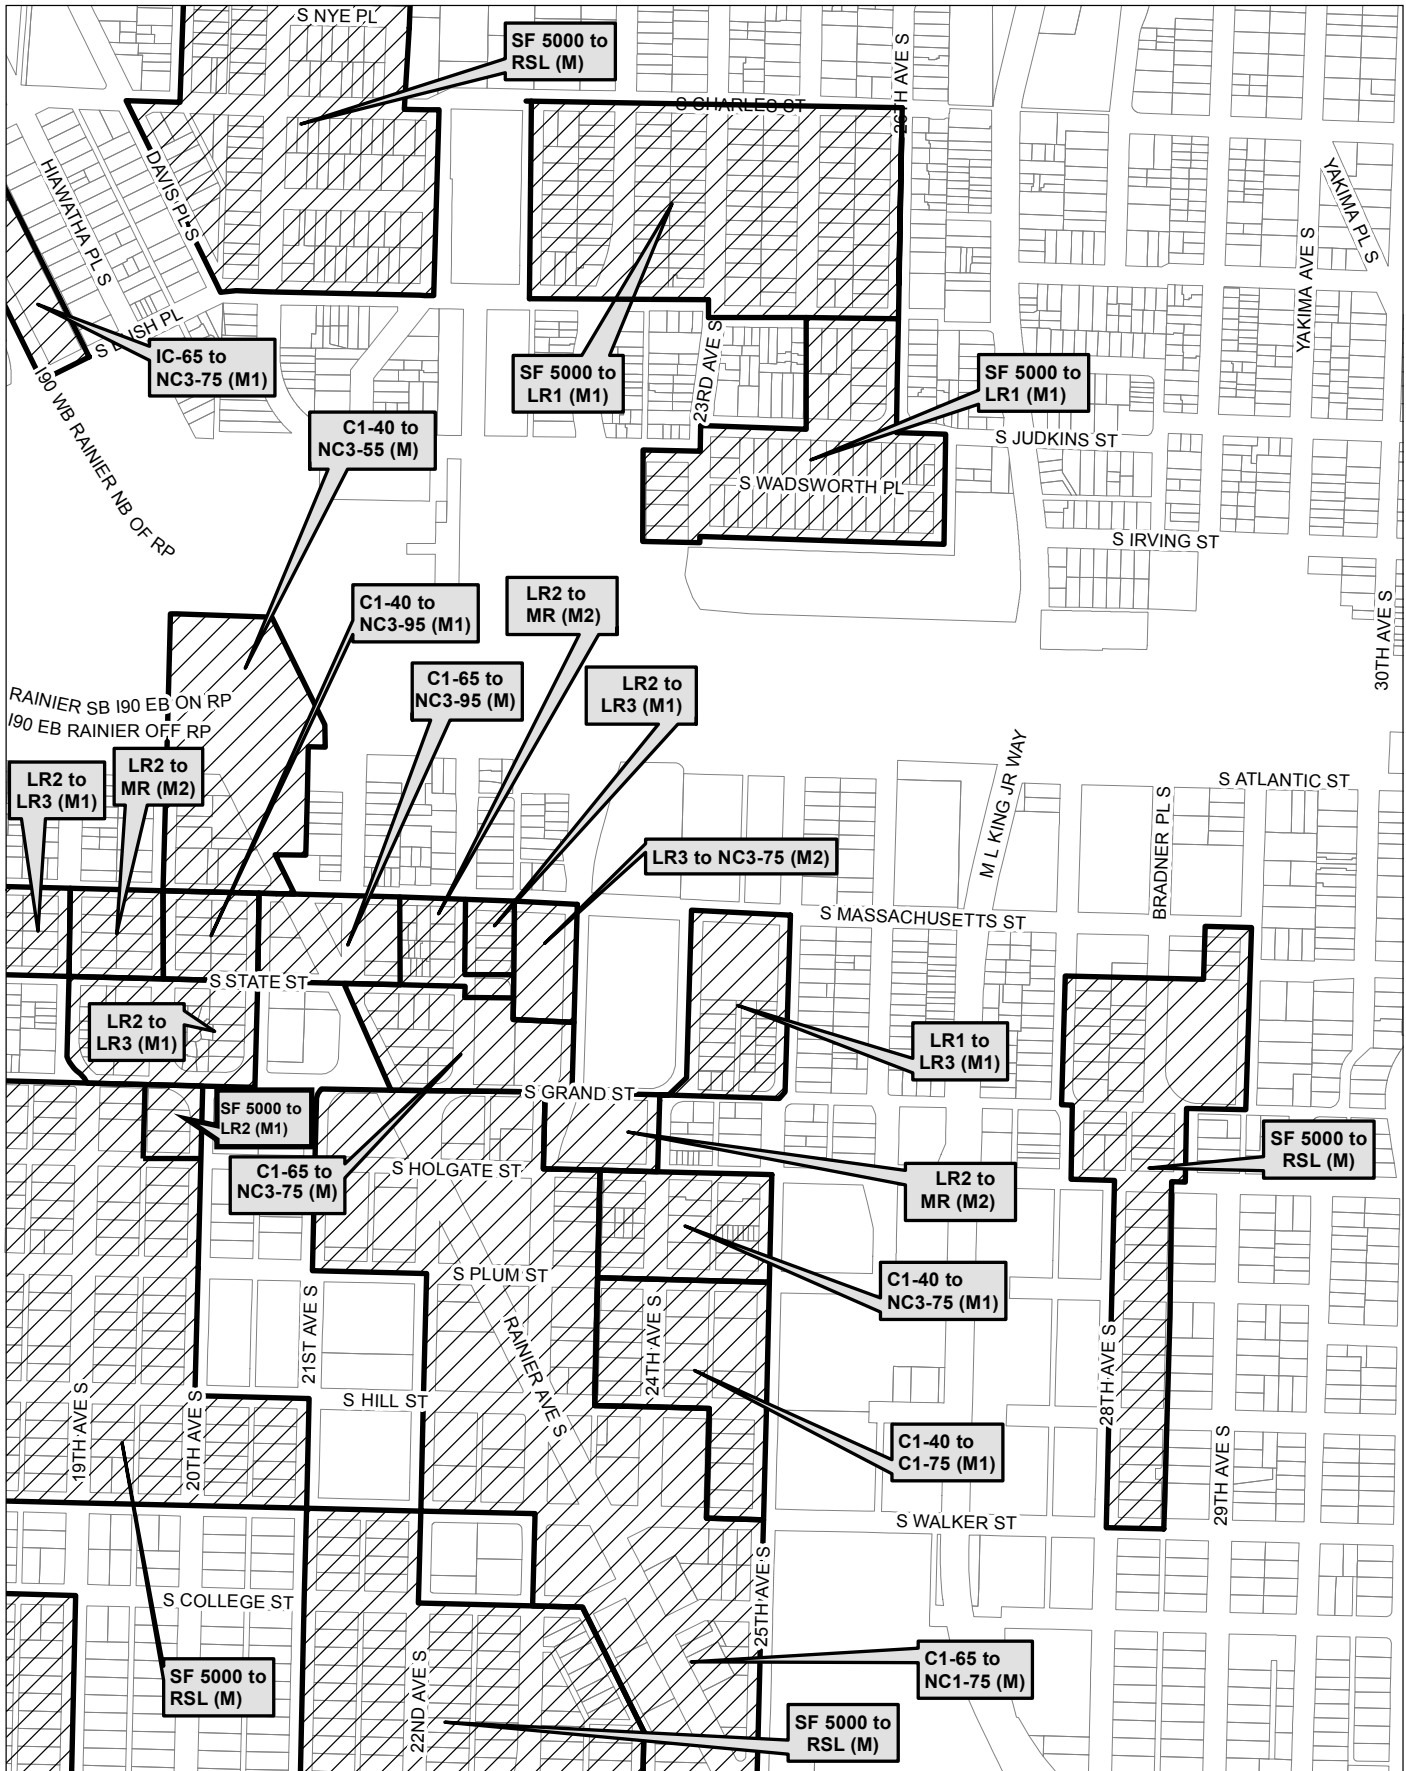 S NYE PL
SF 5000 to
RSL (M)
26TH AVE S
S CHARLES ST
HIAWATHA PL S
DAVIS PL S
YAKIMA PL S
YAKIMA AVE S
S ELISH PL
IC-65 to
NC3-75 (M1)
I90 WB RAINIER NB OF RP
SF 5000 to
LR1 (M1)
23RD AVE S
SF 5000 to
LR1 (M1)
C1-40 to
NC3-55 (M)
S JUDKINS ST
S WADSWORTH PL
S IRVING ST
C1-40 to
NC3-95 (M1)
LR2 to
MR (M2)
30TH AVE S
C1-65 to
NC3-95 (M)
LR2 to
LR3 (M1)
RAINIER SB I90 EB ON RP
I90 EB RAINIER OFF RP
LR2 to
LR3 (M1)
LR2 to
MR (M2)
M L KING JR WAY
S ATLANTIC ST
BRADNER PL S
LR3 to NC3-75 (M2)
S MASSACHUSETTS ST
S STATE ST
LR2 to
LR3 (M1)
LR1 to
LR3 (M1)
S GRAND ST
SF 5000 to
LR2 (M1)
SF 5000 to
RSL (M)
C1-65 to
NC3-75 (M)
S HOLGATE ST
LR2 to
MR (M2)
S PLUM ST
C1-40 to
NC3-75 (M1)
21ST AVE S
RAINIER AVE S
24TH AVE S
28TH AVE S
19TH AVE S
20TH AVE S
S HILL ST
C1-40 to
C1-75 (M1)
29TH AVE S
S WALKER ST
25TH AVE S
S COLLEGE ST
22ND AVE S
SF 5000 to
RSL (M)
C1-65 to
NC1-75 (M)
SF 5000 to
RSL (M)